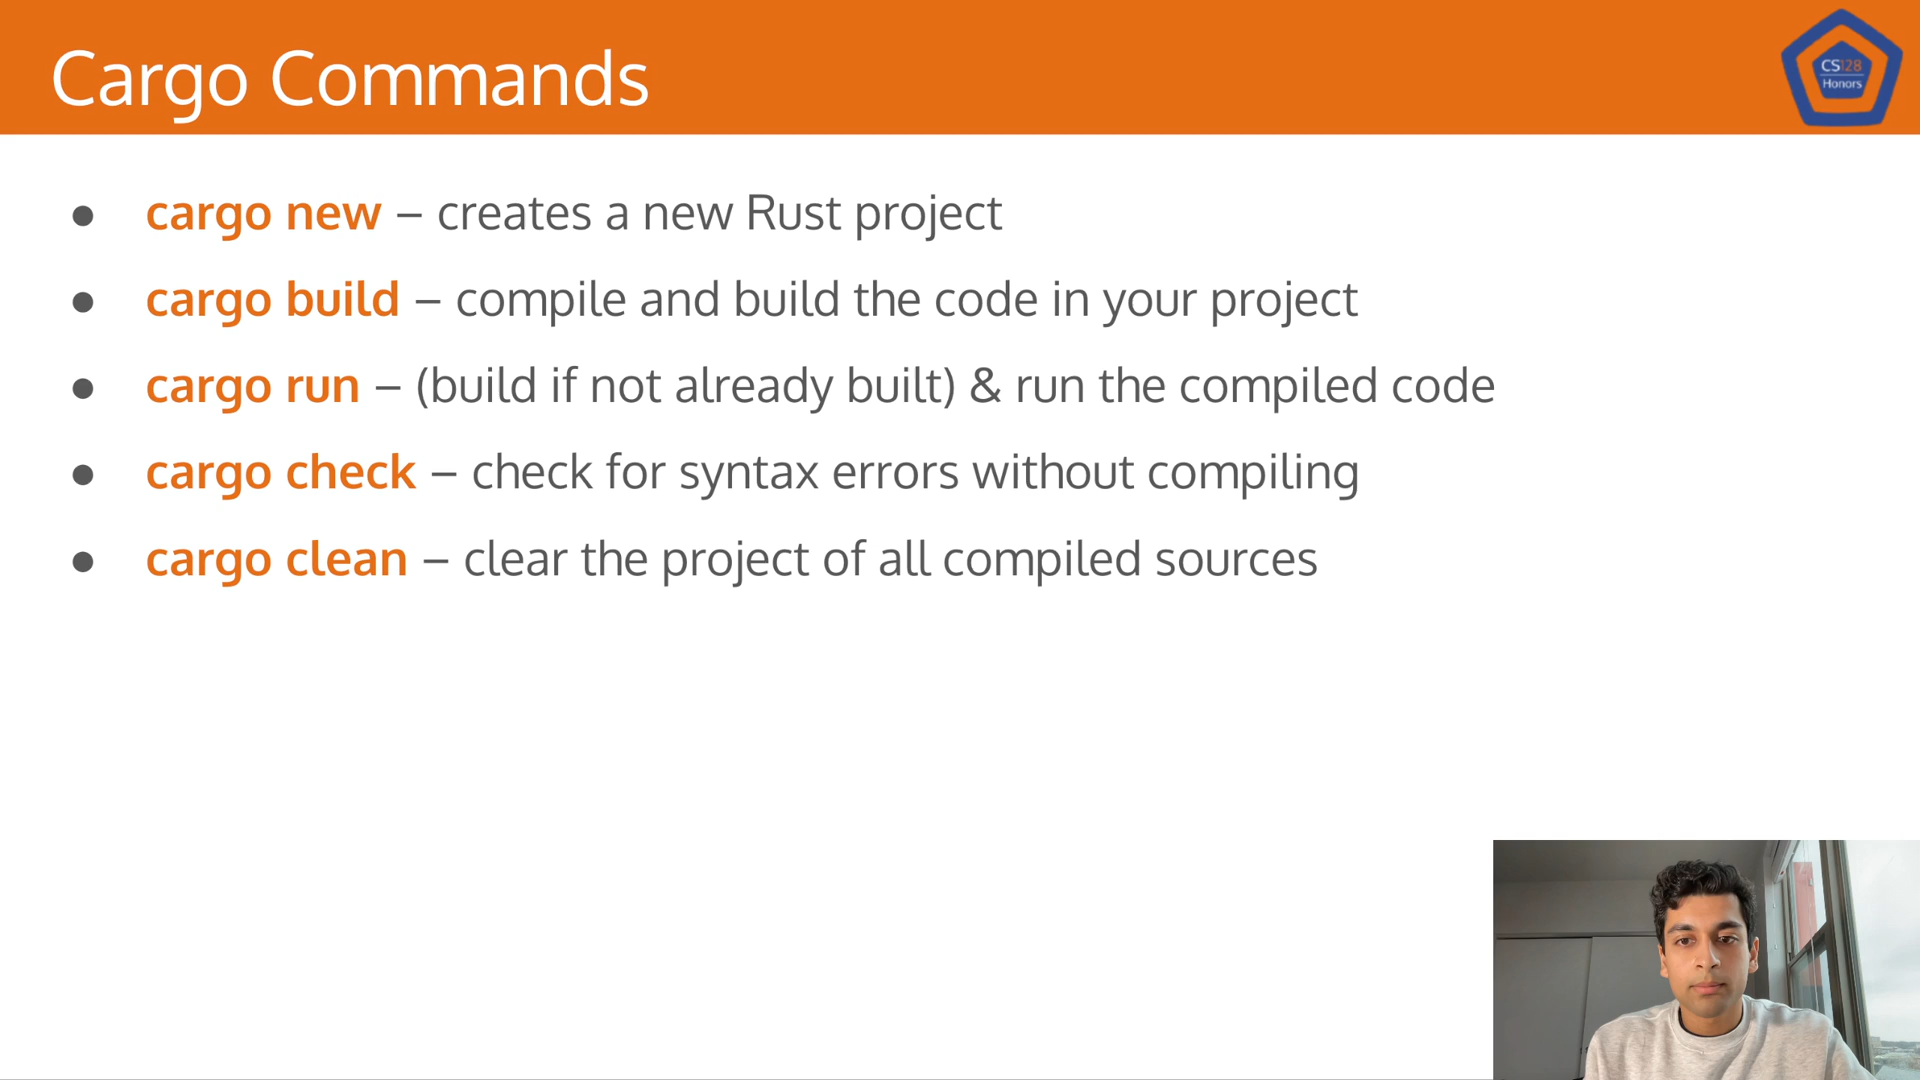 Cargo Commands
CS128
Honors
● cargo new – creates a new Rust project
● cargo build – compile and build the code in your project
● cargo run – (build if not already built) & run the compiled code
● cargo check – check for syntax errors without compiling
● cargo clean – clear the project of all compiled sources